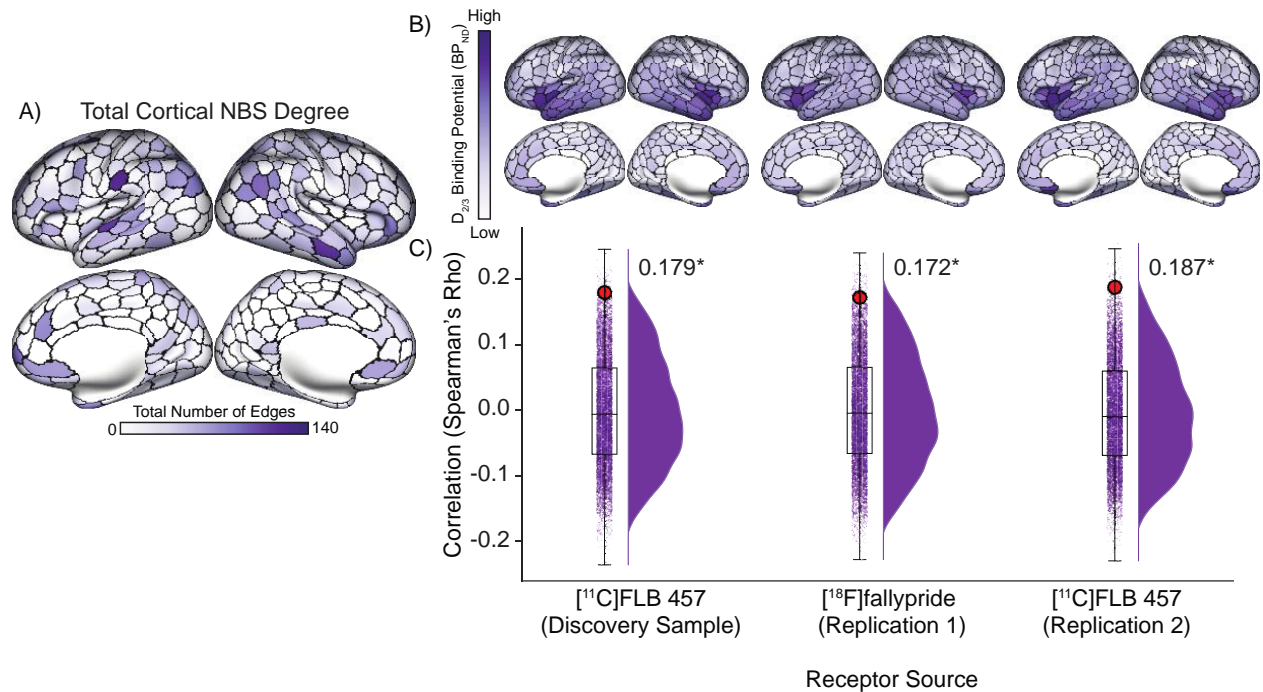 A)
Total Cortical NBS Degree
Total Number of Edges
0
140
B)
High
D2/3 Binding Potential (BPND)
Low
C)
Correlation (Spearman's Rho)
0.2
0.1
0.0
-0.1
-0.2
0.179*
0.172*
0.187*
[¹¹C]FLB 457
(Discovery Sample)
[¹⁸F]fallypride
(Replication 1)
[¹¹C]FLB 457
(Replication 2)
Receptor Source